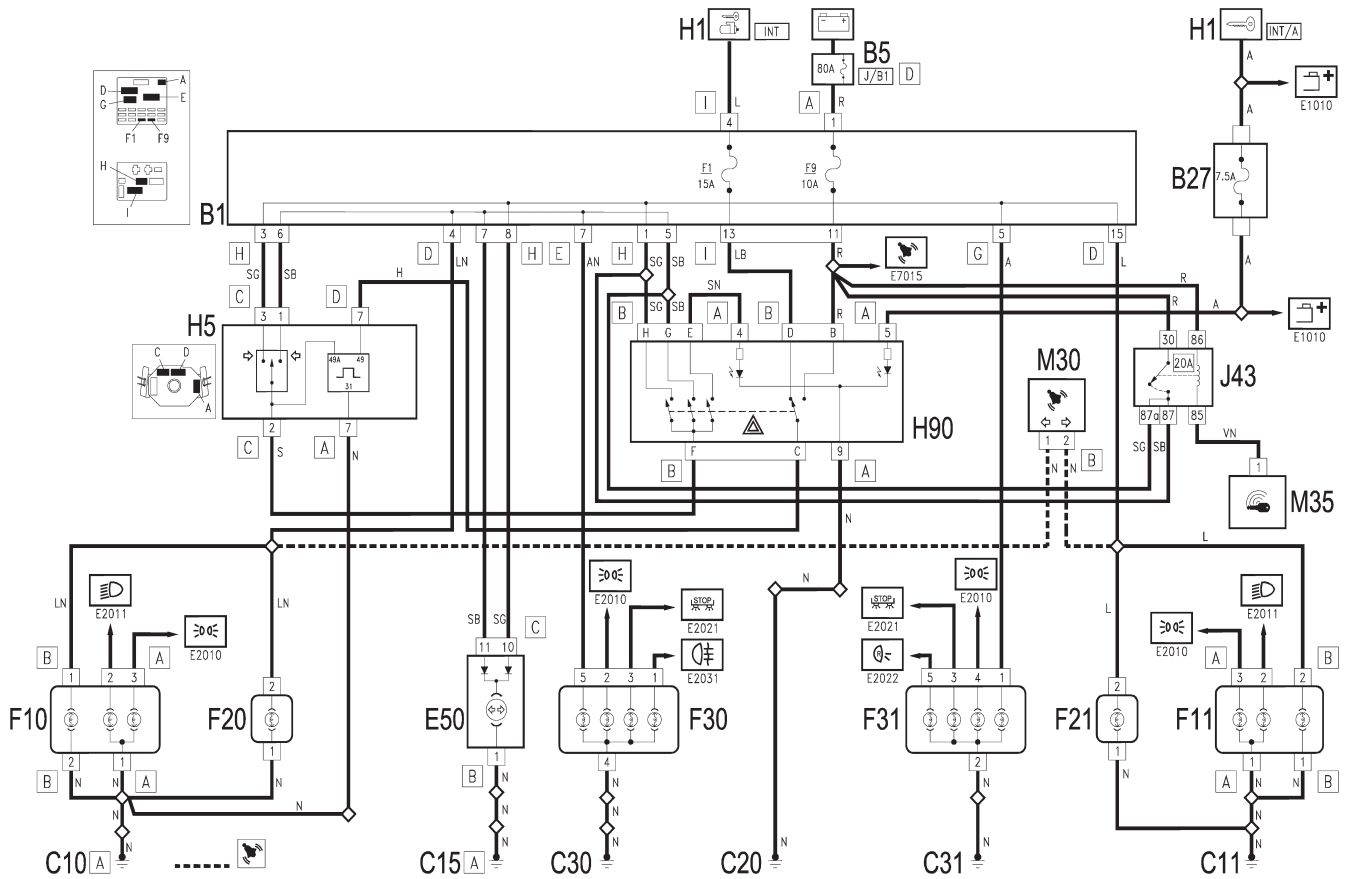 H1 INT
B5
80A J/B1 D
H1 INT/A
A
E1010
A
A
D
G
E
F1 F9
H
I
I L
4
A R
1
F1
15A
F9
10A
B27
7.5A
B1
3 6
4
7 8
7
1 5
13
11
5
15
H
D
H E
H
I
G
D
SG SB
LN
AN
SG SB
LB
R
A
L
H
E7015
A
R
R
A
E1010
C
D
SN
SG SB
R
3 1
7
B
A
B
A
H5
H G E 4 D B 5
30 86
C D
A
49A 49
31
20A
J43
M30
2
7
H90
87a 87 85
C S
A N
F C 9
B
A
1 2
N N
B
SG SB
VN
1
M35
N
N
L
LN
LN
E2011
E2010
E2010
E2021
E2031
STOP
STOP
E2010
E2021
R
E2022
L
E2011
E2010
SB SG
C
11 10
B
A
1 2 3
2
5 2 3 1
5 3 4 1
2
A
B
3 2 2
F10
F20
E50
F30
F31
F21
F11
2 1
1
1
4
2
1
1 1
B N N A
N
B N
N
N
N
A N N B
N
N
N
N
N
N
N
N
C10 A
C15 A
C30
C20
C31
C11